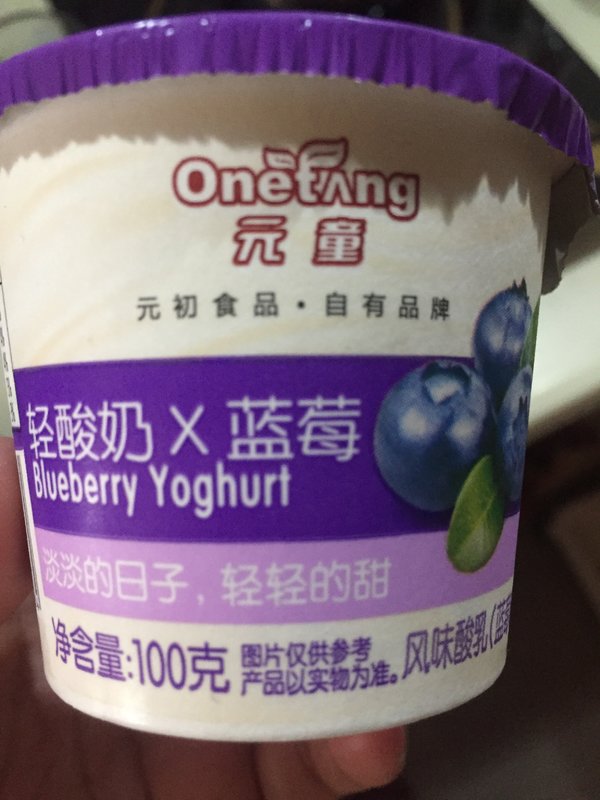 Onetang
元童
元初食品·自有品牌
轻酸奶 X 蓝莓
Blueberry Yoghurt
淡淡的日子，轻轻的甜
净含量:100克
图片仅供参考
产品以实物为准。
风味酸乳(蓝莓